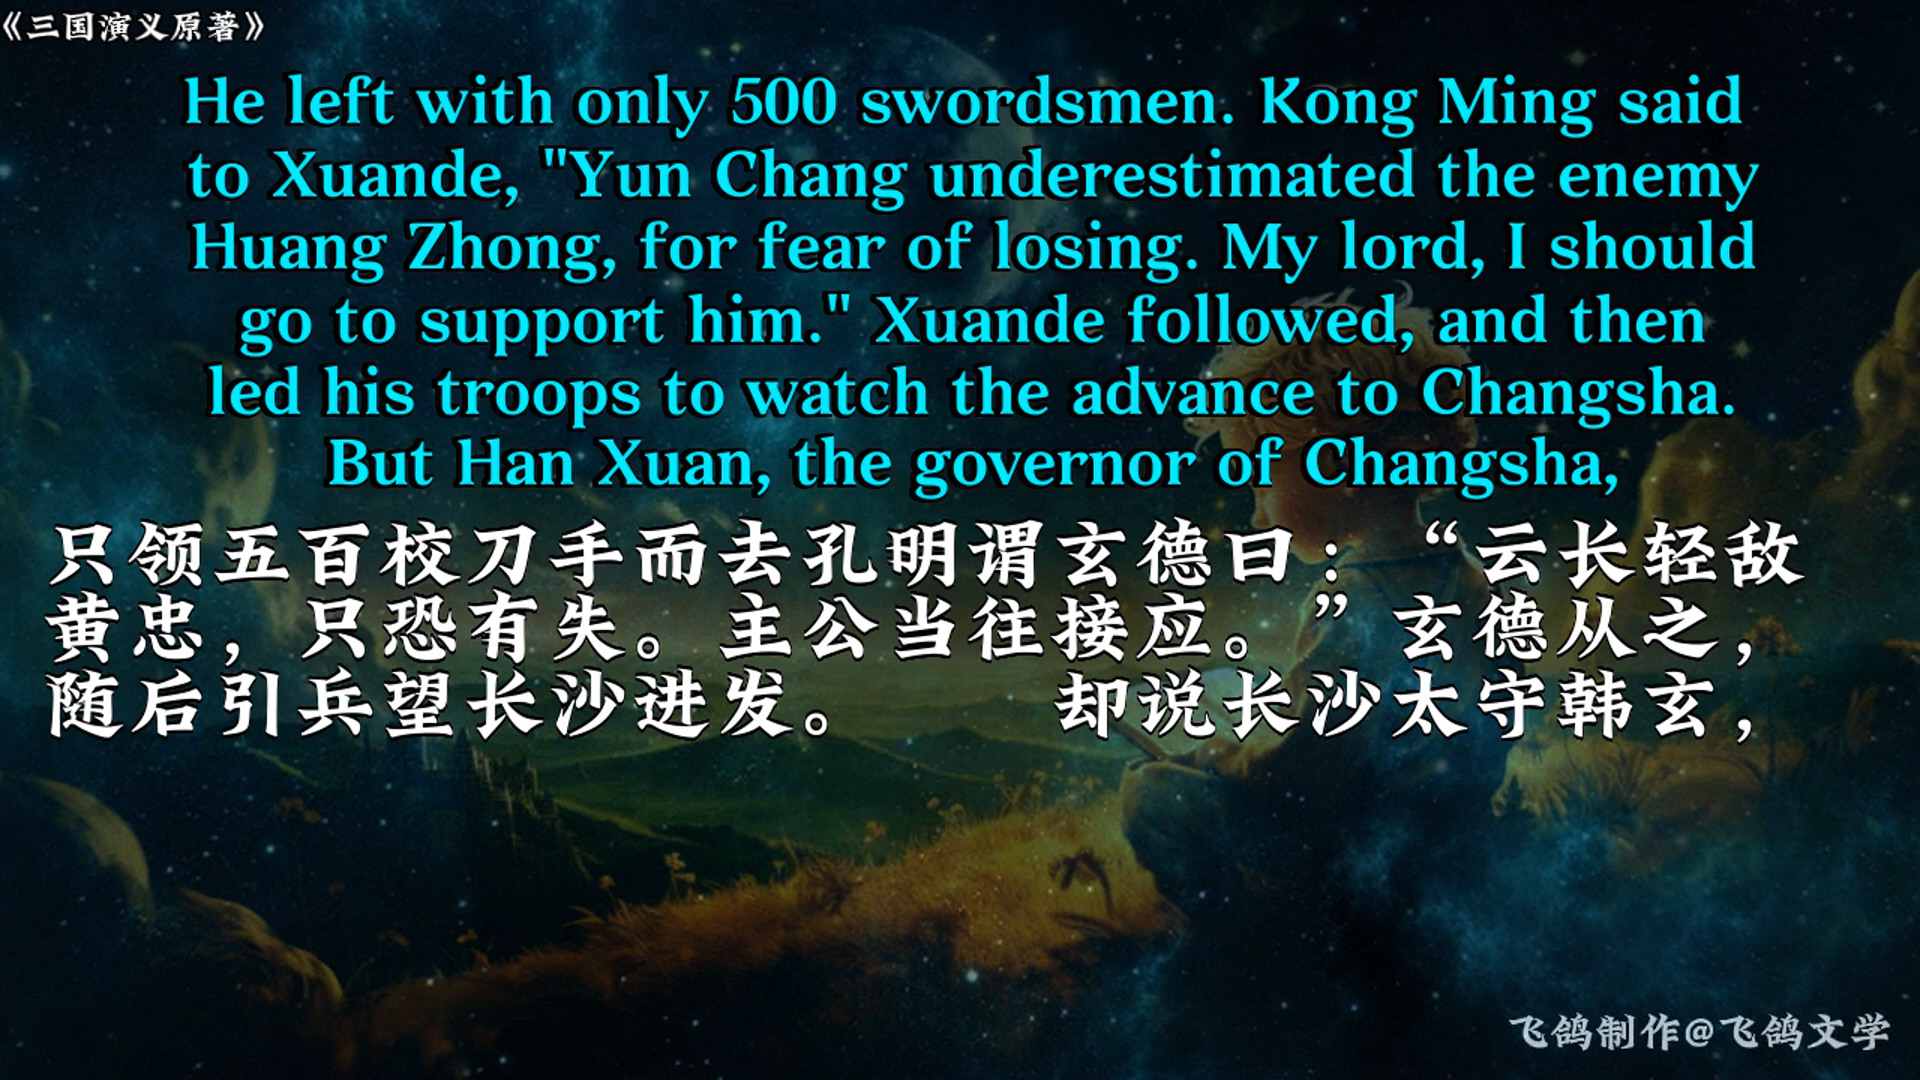 《三国演义原著》
He left with only 500 swordsmen. Kong Ming said
to Xuande, "Yun Chang underestimated the enemy
Huang Zhong, for fear of losing. My lord, I should
go to support him." Xuande followed, and then
led his troops to watch the advance to Changsha.
But Han Xuan, the governor of Changsha,
只领五百校刀手而去孔明谓玄德曰：“云长轻敌
黄忠，只恐有失。主公当往接应。”玄德从之，
随后引兵望长沙进发。　　却说长沙太守韩玄，
飞鸽制作@飞鸽文学